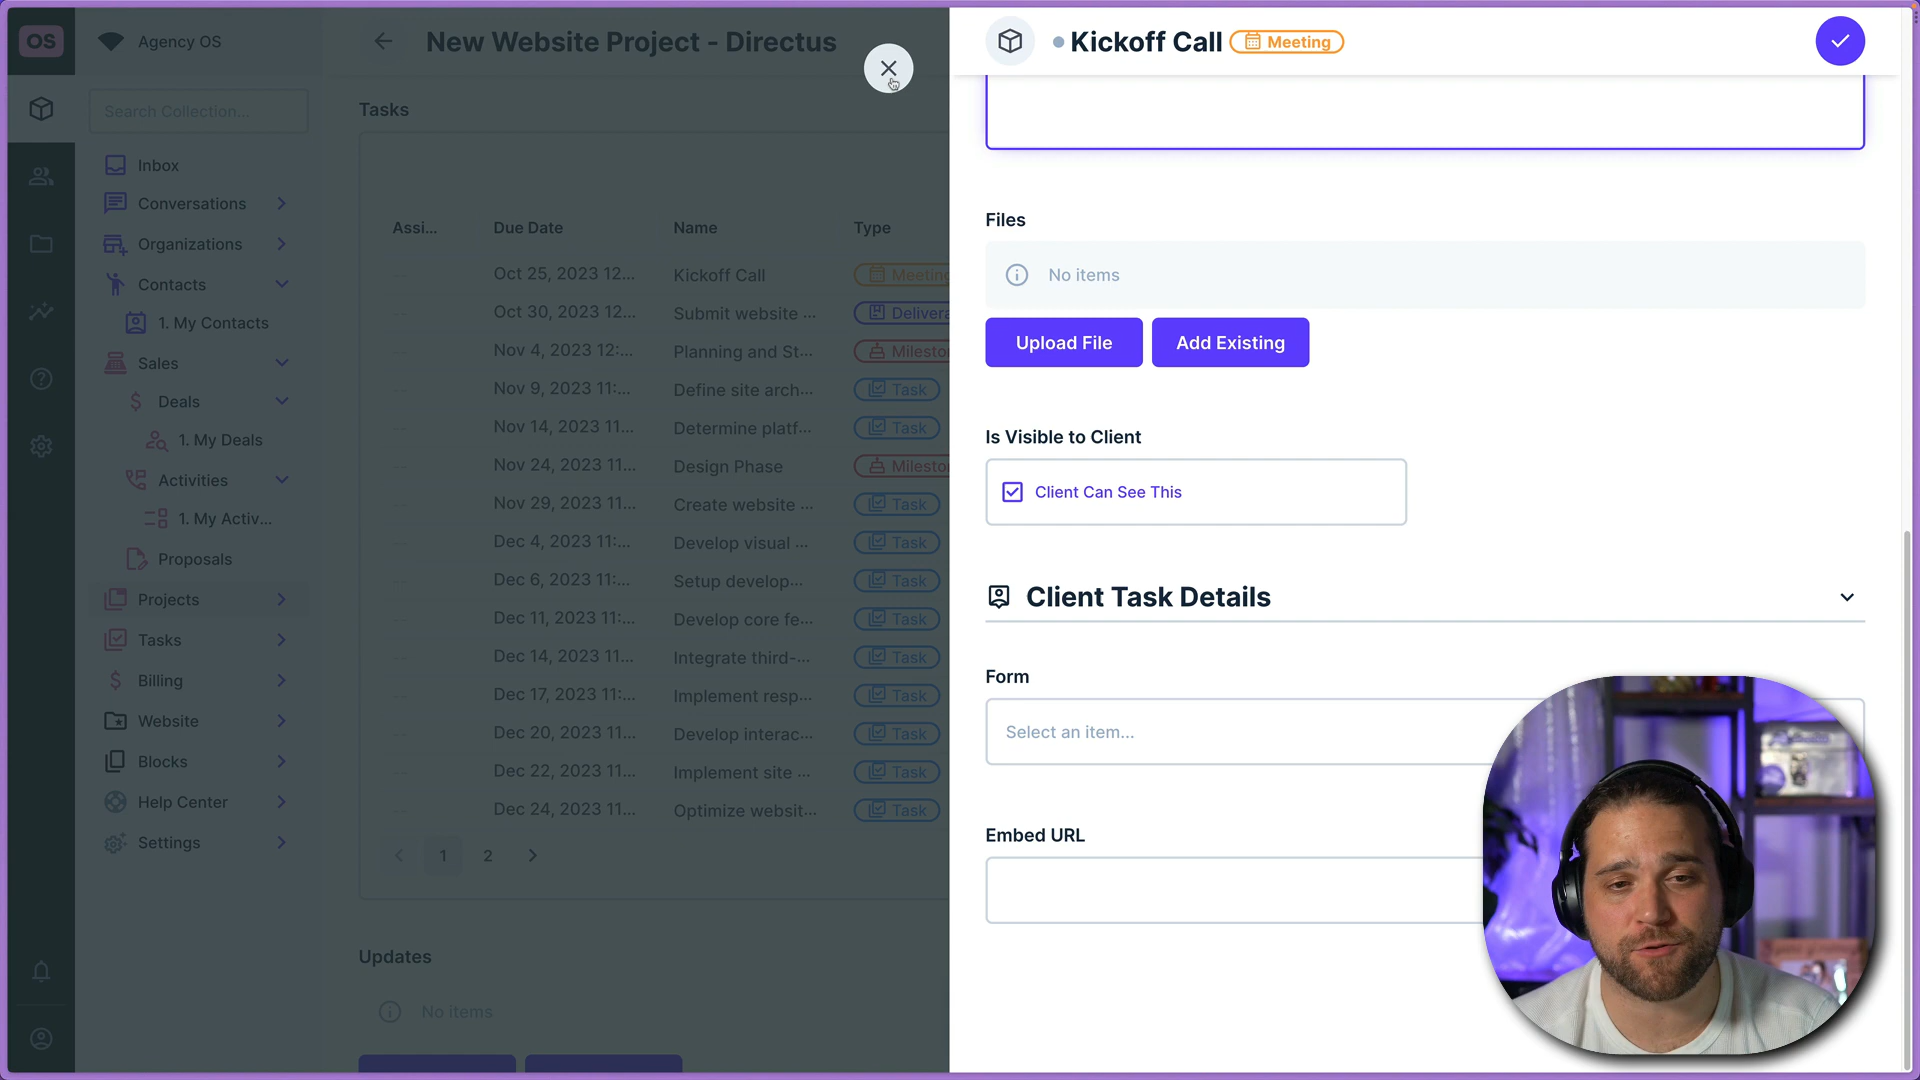 OS
Agency OS
New Website Project - Directus
Kickoff Call
Meeting
Search Collection...
Inbox
Conversations
Organizations
Contacts
1. My Contacts
Sales
Deals
1. My Deals
Activities
1. My Activ...
Proposals
Projects
Tasks
Billing
Website
Blocks
Help Center
Settings
Tasks
Assi... Due Date Name Type
-- Oct 25, 2023 12... Kickoff Call Meeting
-- Oct 30, 2023 12... Submit website ... Delivera
-- Nov 4, 2023 12:... Planning and St... Milesto
-- Nov 9, 2023 11:... Define site arch... Task
-- Nov 14, 2023 11... Determine platf... Task
-- Nov 24, 2023 11... Design Phase Milesto
-- Nov 29, 2023 11... Create website ... Task
-- Dec 4, 2023 11:... Develop visual ... Task
-- Dec 6, 2023 11:... Setup develop... Task
-- Dec 11, 2023 11:... Develop core fe... Task
-- Dec 14, 2023 11... Integrate third-... Task
-- Dec 17, 2023 11:... Implement resp... Task
-- Dec 20, 2023 11... Develop interac... Task
-- Dec 22, 2023 11... Implement site ... Task
-- Dec 24, 2023 11... Optimize websit... Task
1 2
Updates
No items
Files
No items
Upload File Add Existing
Is Visible to Client
Client Can See This
Client Task Details
Form
Select an item...
Embed URL